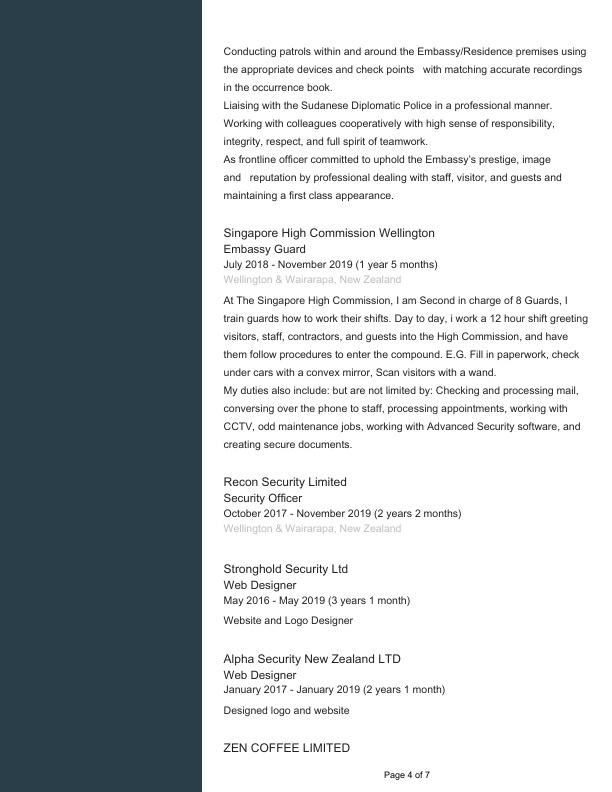 Conducting patrols within and around the Embassy/Residence premises using
the appropriate devices and check points   with matching accurate recordings
in the occurrence book.
Liaising with the Sudanese Diplomatic Police in a professional manner.
Working with colleagues cooperatively with high sense of responsibility,
integrity, respect, and full spirit of teamwork.
As frontline officer committed to uphold the Embassy's prestige, image
and   reputation by professional dealing with staff, visitor, and guests and
maintaining a first class appearance.
Singapore High Commission Wellington
Embassy Guard
July 2018 - November 2019 (1 year 5 months)
Wellington & Wairarapa, New Zealand
At The Singapore High Commission, I am Second in charge of 8 Guards, I
train guards how to work their shifts. Day to day, i work a 12 hour shift greeting
visitors, staff, contractors, and guests into the High Commission, and have
them follow procedures to enter the compound. E.G. Fill in paperwork, check
under cars with a convex mirror, Scan visitors with a wand.
My duties also include: but are not limited by: Checking and processing mail,
conversing over the phone to staff, processing appointments, working with
CCTV, odd maintenance jobs, working with Advanced Security software, and
creating secure documents.
Recon Security Limited
Security Officer
October 2017 - November 2019 (2 years 2 months)
Wellington & Wairarapa, New Zealand
Stronghold Security Ltd
Web Designer
May 2016 - May 2019 (3 years 1 month)
Website and Logo Designer
Alpha Security New Zealand LTD
Web Designer
January 2017 - January 2019 (2 years 1 month)
Designed logo and website
ZEN COFFEE LIMITED
Page 4 of 7